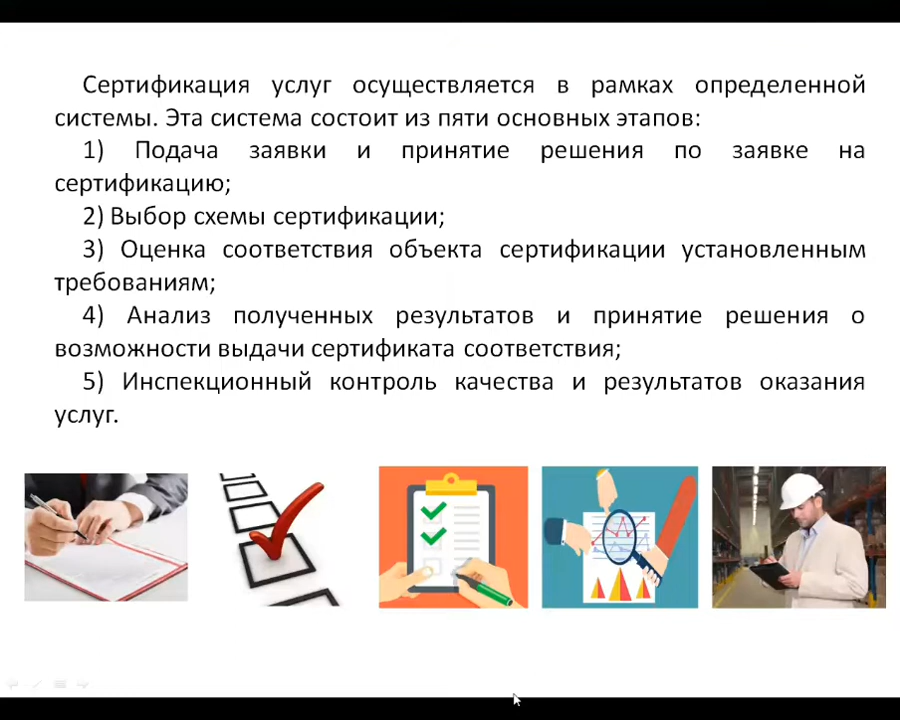 Сертификация услуг осуществляется в рамках определенной
системы. Эта система состоит из пяти основных этапов:
1) Подача заявки и принятие решения по заявке на
сертификацию;
2) Выбор схемы сертификации;
3) Оценка соответствия объекта сертификации установленным
требованиям;
4) Анализ полученных результатов и принятие решения о
возможности выдачи сертификата соответствия;
5) Инспекционный контроль качества и результатов оказания
услуг.